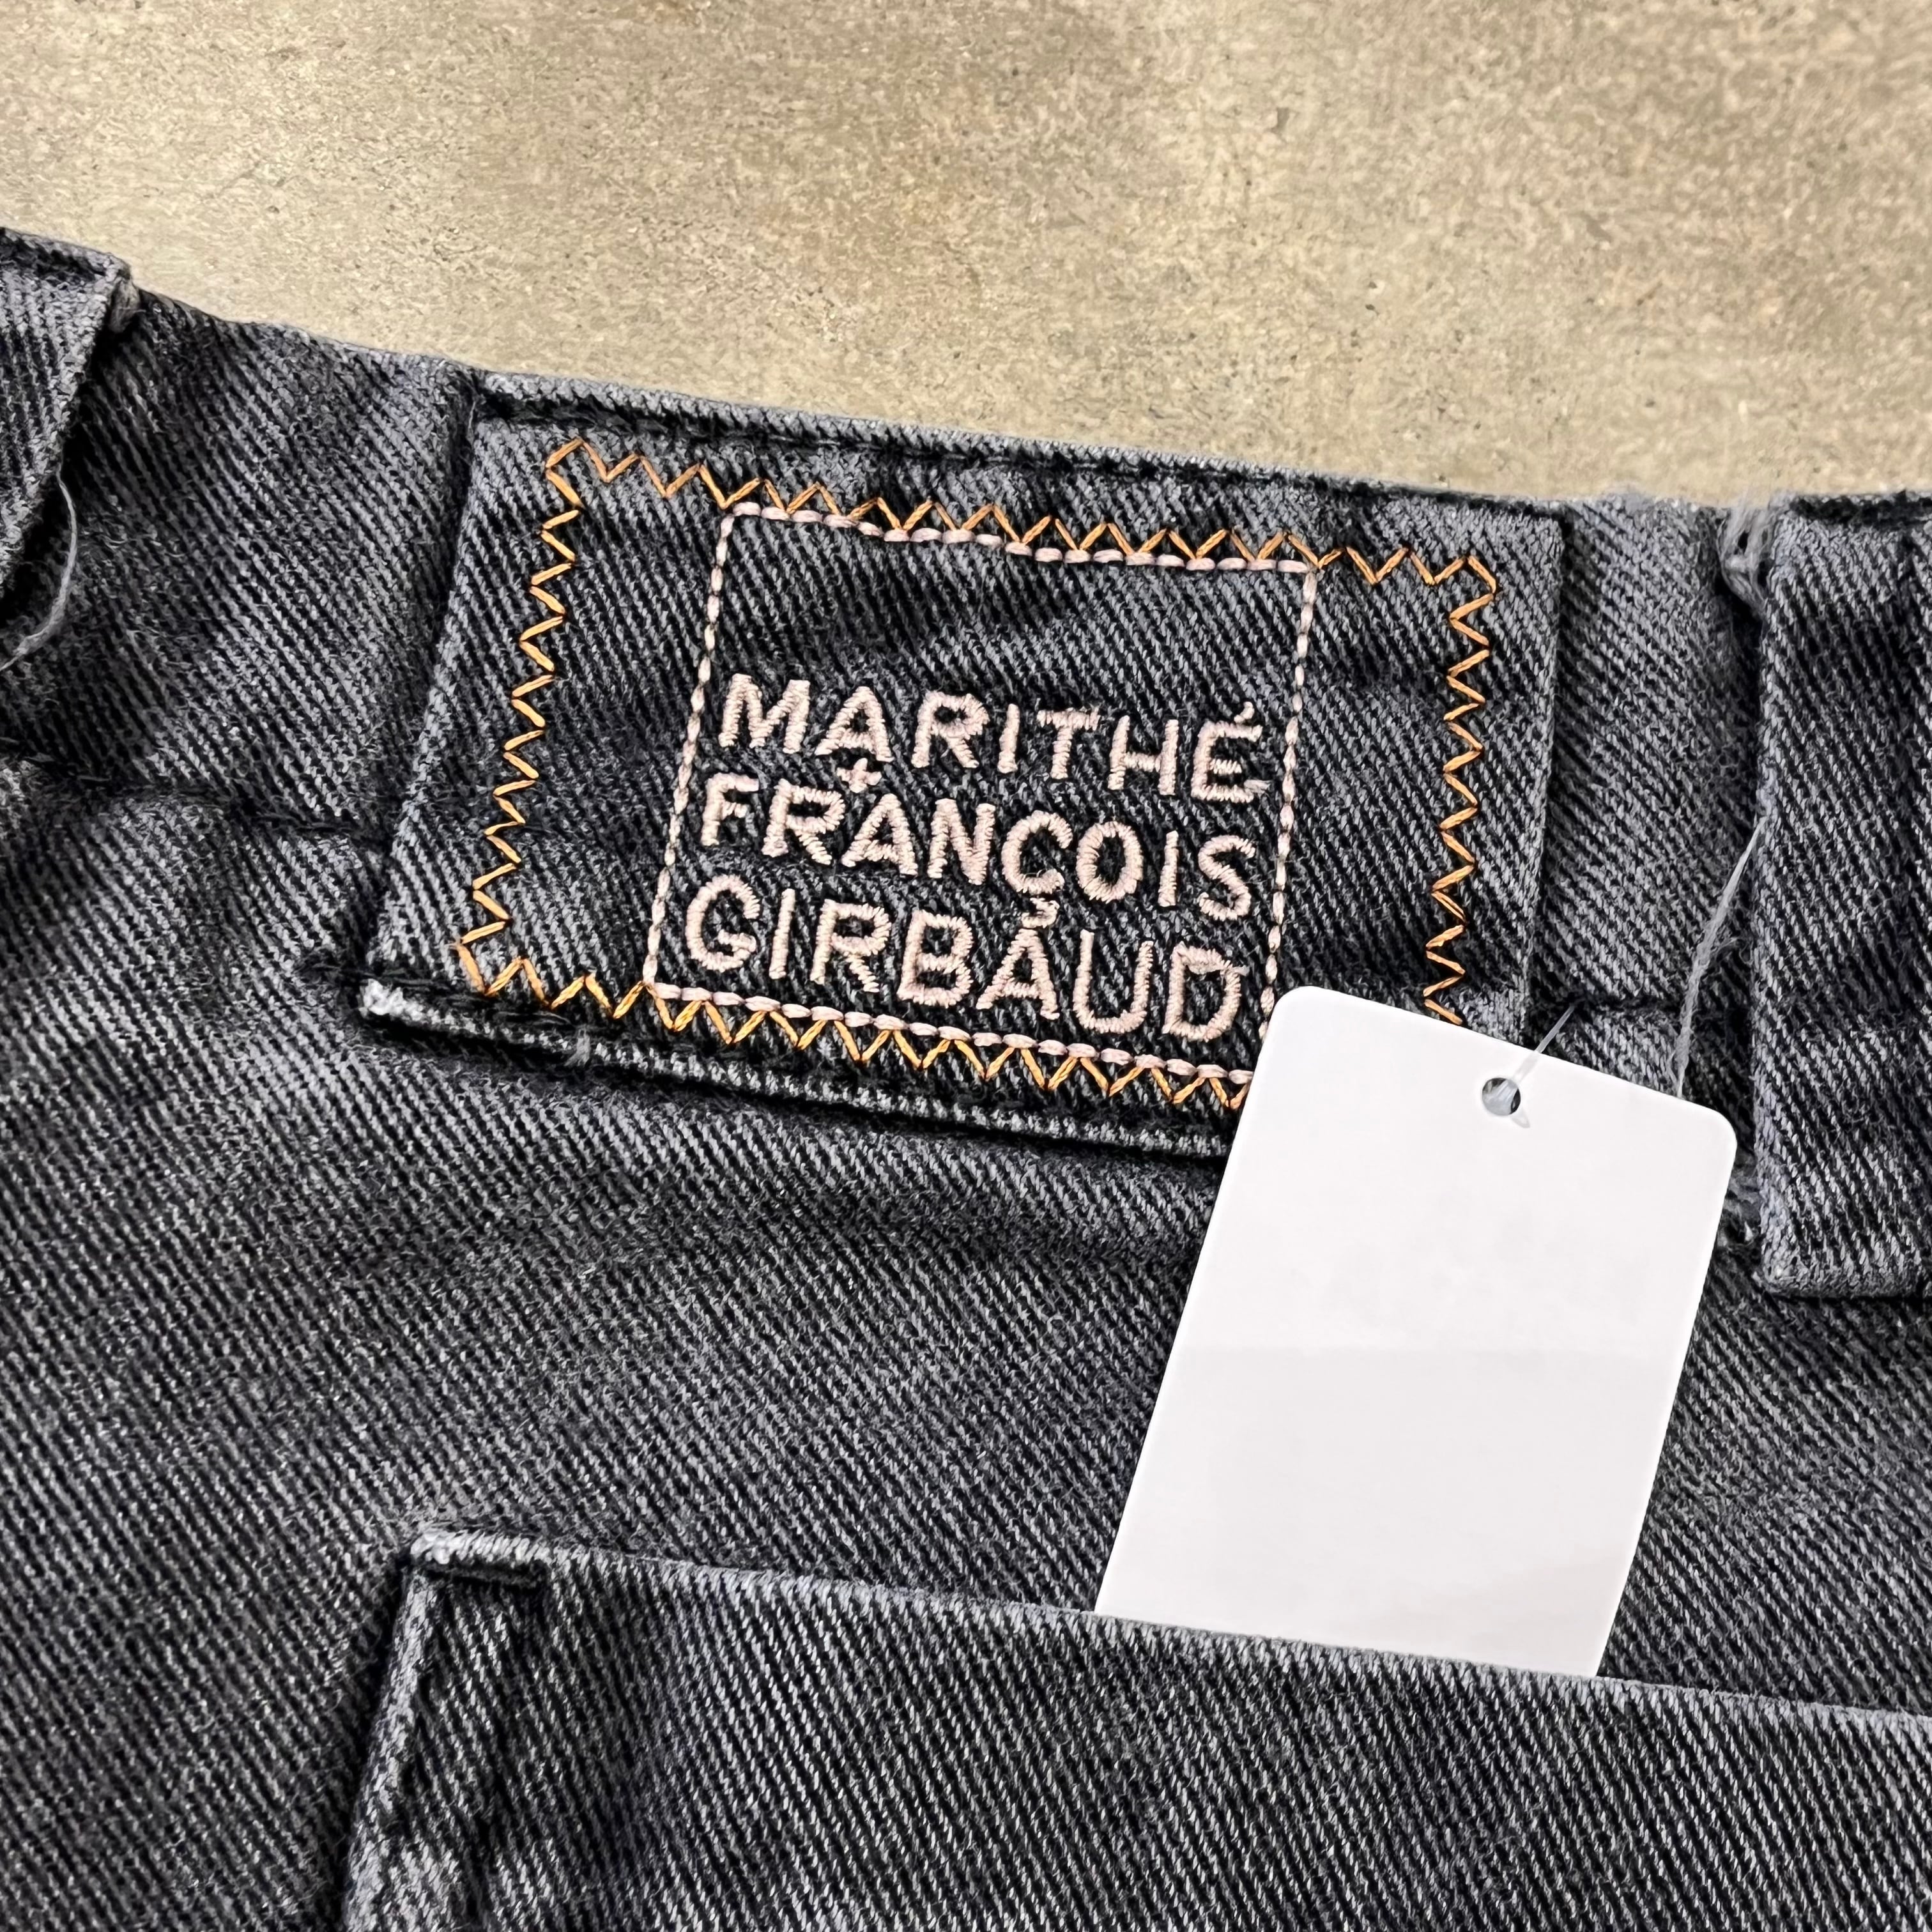 MARITHÉ
+
FRANÇOIS
GIRBAUD